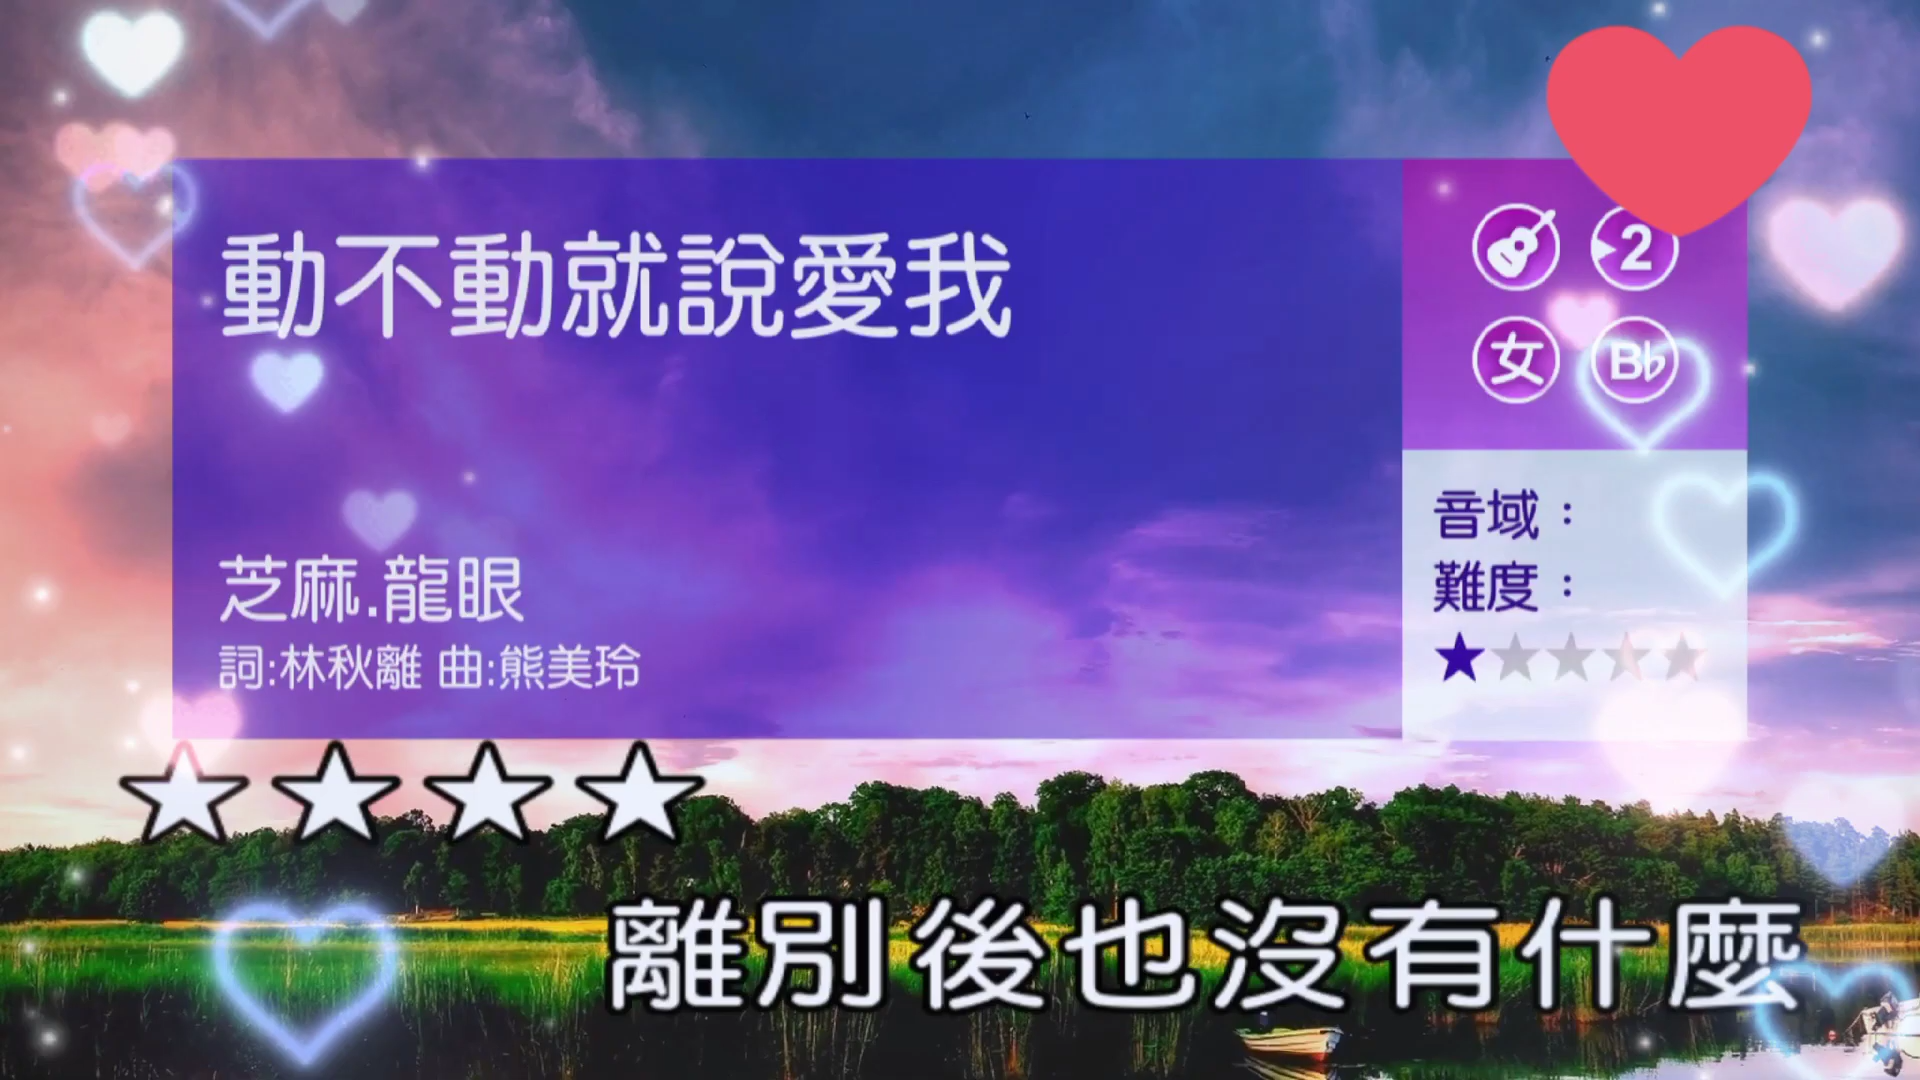 動不動就說愛我
芝麻.龍眼
詞:林秋離 曲:熊美玲
2
女 B♭
音域：
難度：
★★★★★
★★★★
離別後也沒有什麼